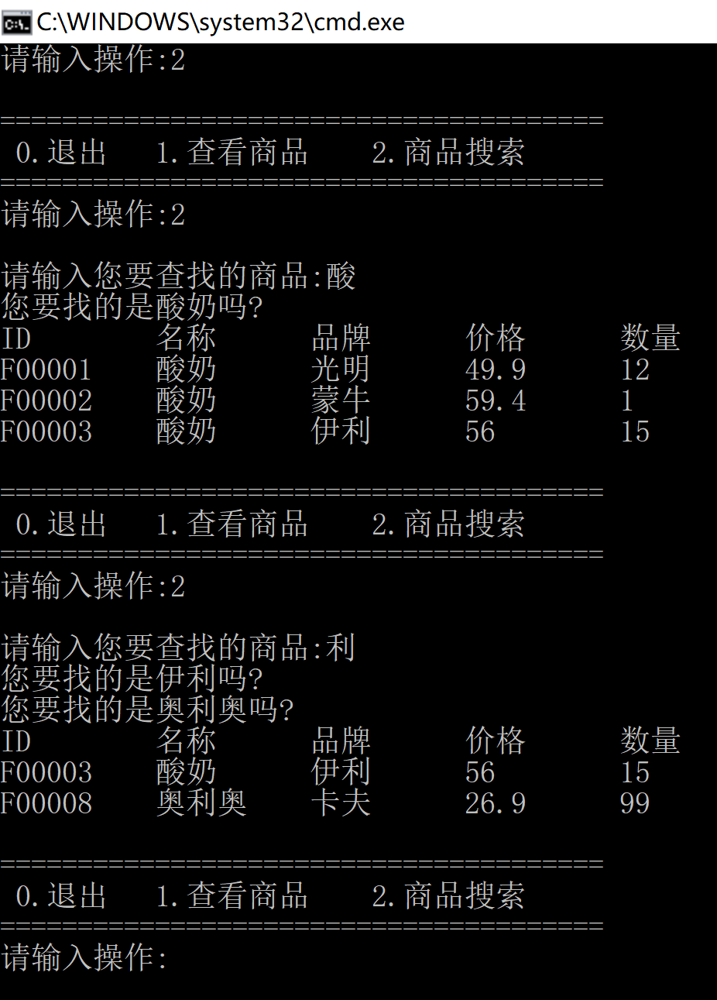 C:\WINDOWS\system32\cmd.exe
请输入操作:2
=======================================
0.退出 1.查看商品 2.商品搜索
=======================================
请输入操作:2
请输入您要查找的商品:酸
您要找的是酸奶吗?
ID 名称 品牌 价格 数量
F00001 酸奶 光明 49.9 12
F00002 酸奶 蒙牛 59.4 1
F00003 酸奶 伊利 56 15
=======================================
0.退出 1.查看商品 2.商品搜索
=======================================
请输入操作:2
请输入您要查找的商品:利
您要找的是伊利吗?
您要找的是奥利奥吗?
ID 名称 品牌 价格 数量
F00003 酸奶 伊利 56 15
F00008 奥利奥 卡夫 26.9 99
=======================================
0.退出 1.查看商品 2.商品搜索
=======================================
请输入操作: